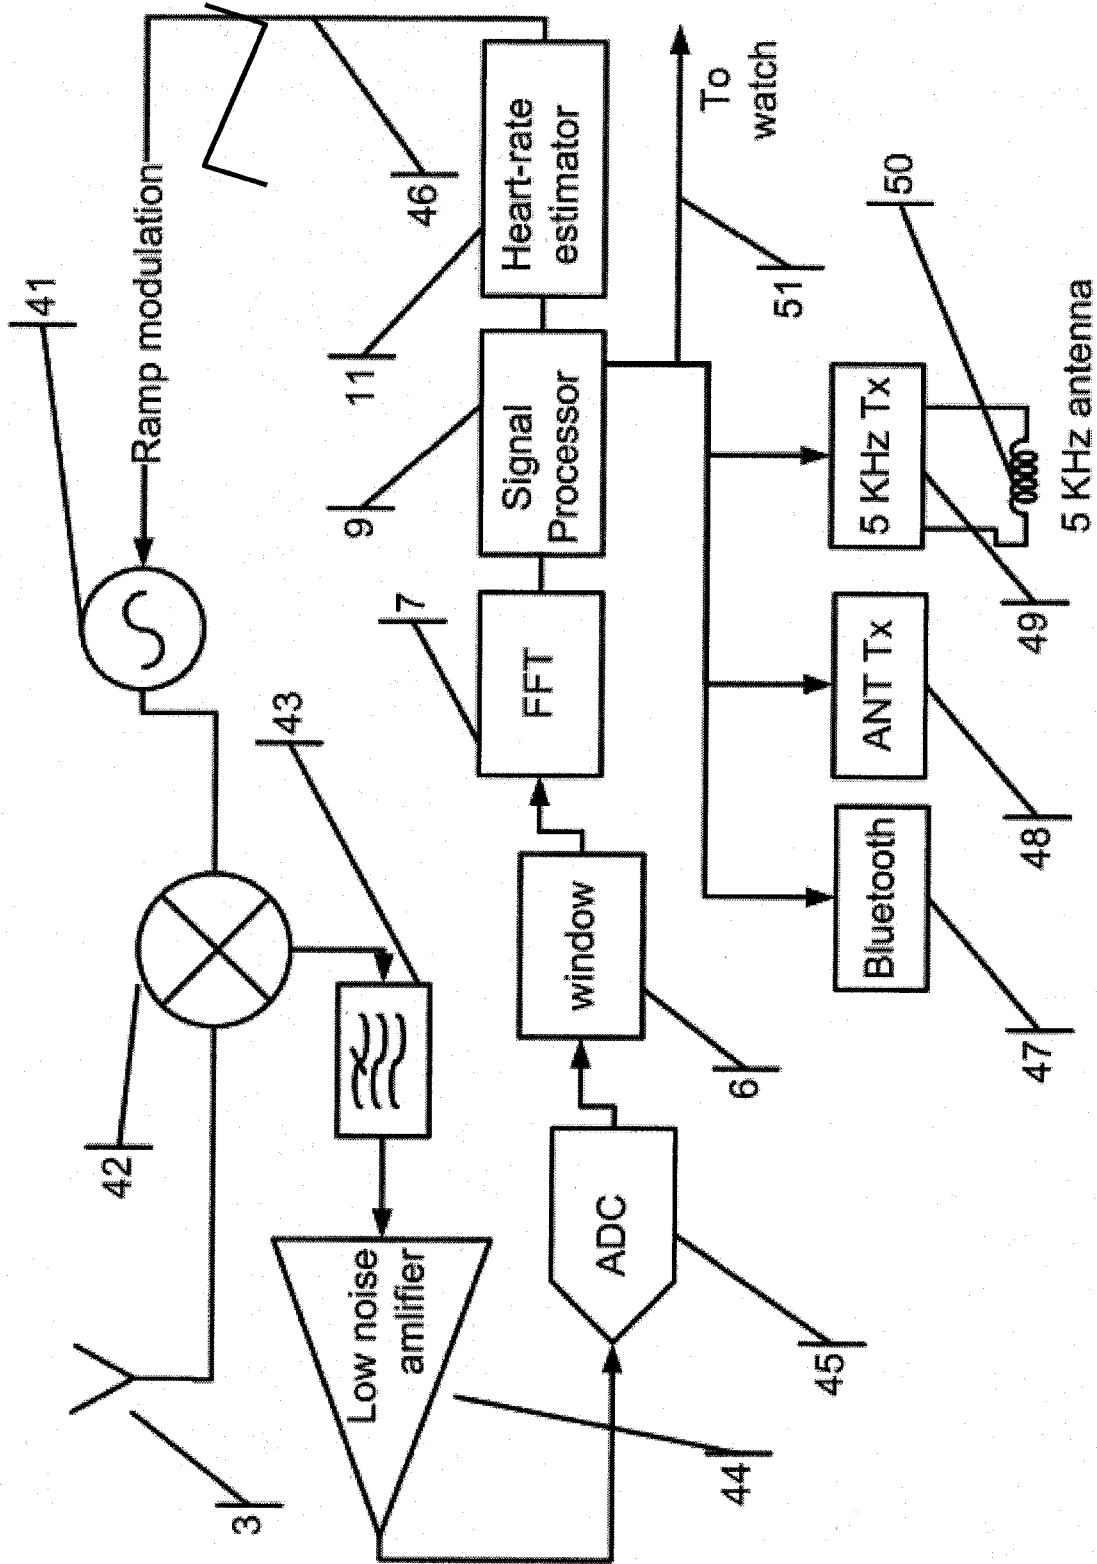 3
42
41
Ramp modulation
46
43
Low noise
amlifier
44
ADC
45
window
6
FFT
7
Signal
Processor
9
Heart-rate
estimator
11
To
watch
51
Bluetooth
47
ANT Tx
48
5 KHz Tx
49
50
5 KHz antenna